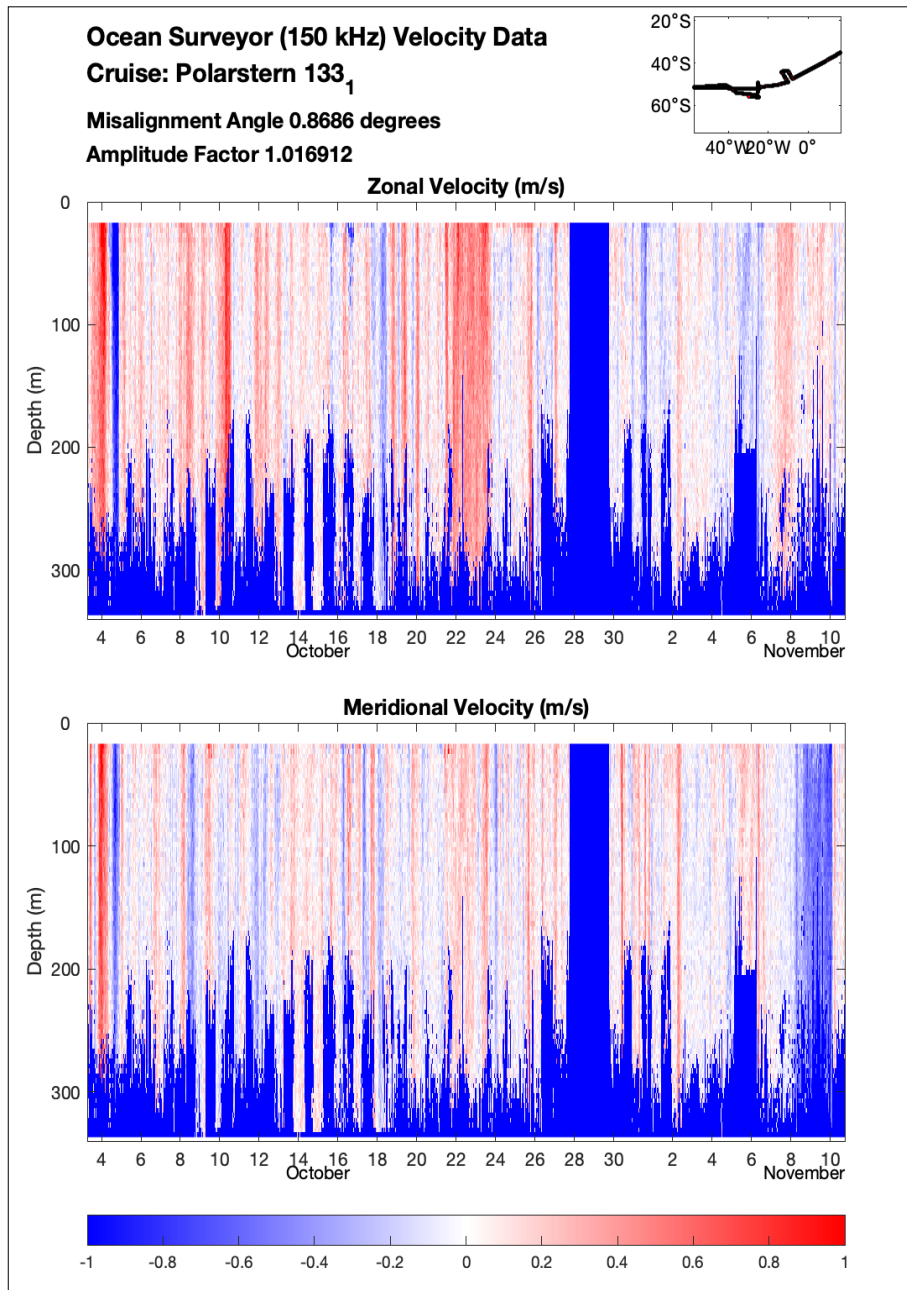 Ocean Surveyor (150 kHz) Velocity Data
Cruise: Polarstern 133₁
Misalignment Angle 0.8686 degrees
Amplitude Factor 1.016912
20°S
40°S
60°S
40°W 20°W 0°
Zonal Velocity (m/s)
0
100
200
300
Depth (m)
4 6 8 10 12 14 16 18 20 22 24 26 28 30 2 4 6 8 10
October November
Meridional Velocity (m/s)
0
100
200
300
Depth (m)
4 6 8 10 12 14 16 18 20 22 24 26 28 30 2 4 6 8 10
October November
-1 -0.8 -0.6 -0.4 -0.2 0 0.2 0.4 0.6 0.8 1